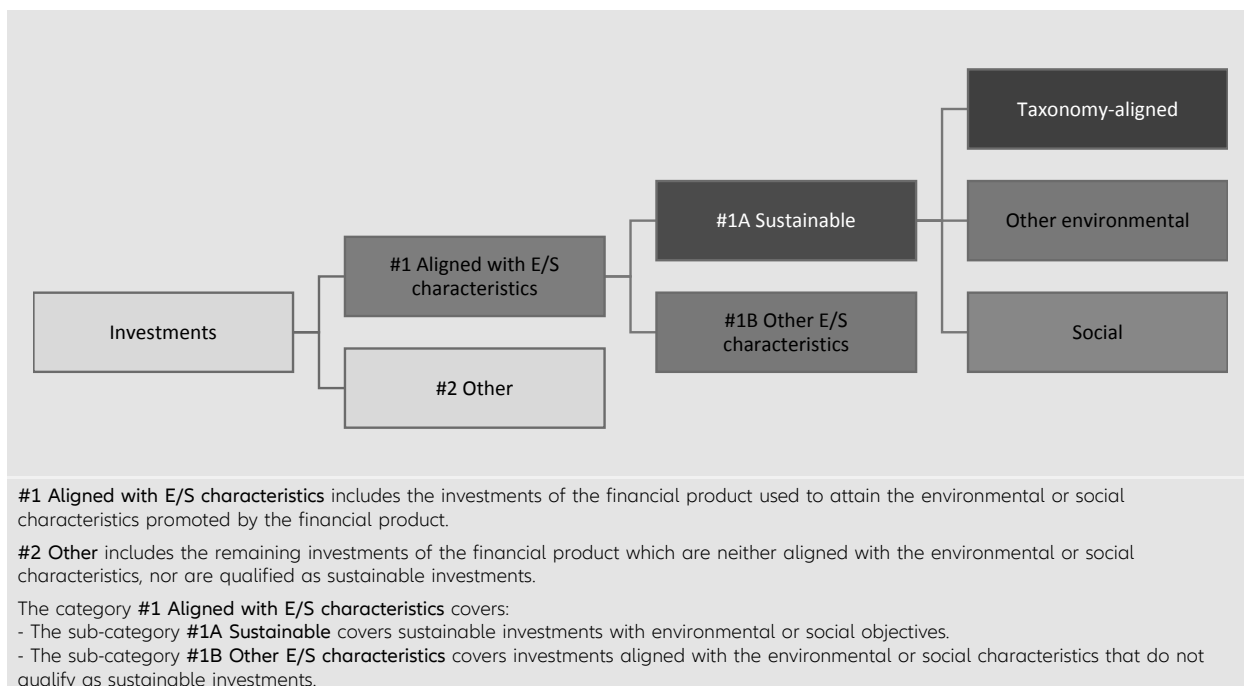 Taxonomy-aligned
#1A Sustainable
Other environmental
#1 Aligned with E/S
characteristics
Investments
#1B Other E/S
characteristics
Social
#2 Other
#1 Aligned with E/S characteristics includes the investments of the financial product used to attain the environmental or social
characteristics promoted by the financial product.
#2 Other includes the remaining investments of the financial product which are neither aligned with the environmental or social
characteristics, nor are qualified as sustainable investments.
The category #1 Aligned with E/S characteristics covers:
- The sub-category #1A Sustainable covers sustainable investments with environmental or social objectives.
- The sub-category #1B Other E/S characteristics covers investments aligned with the environmental or social characteristics that do not
qualify as sustainable investments.